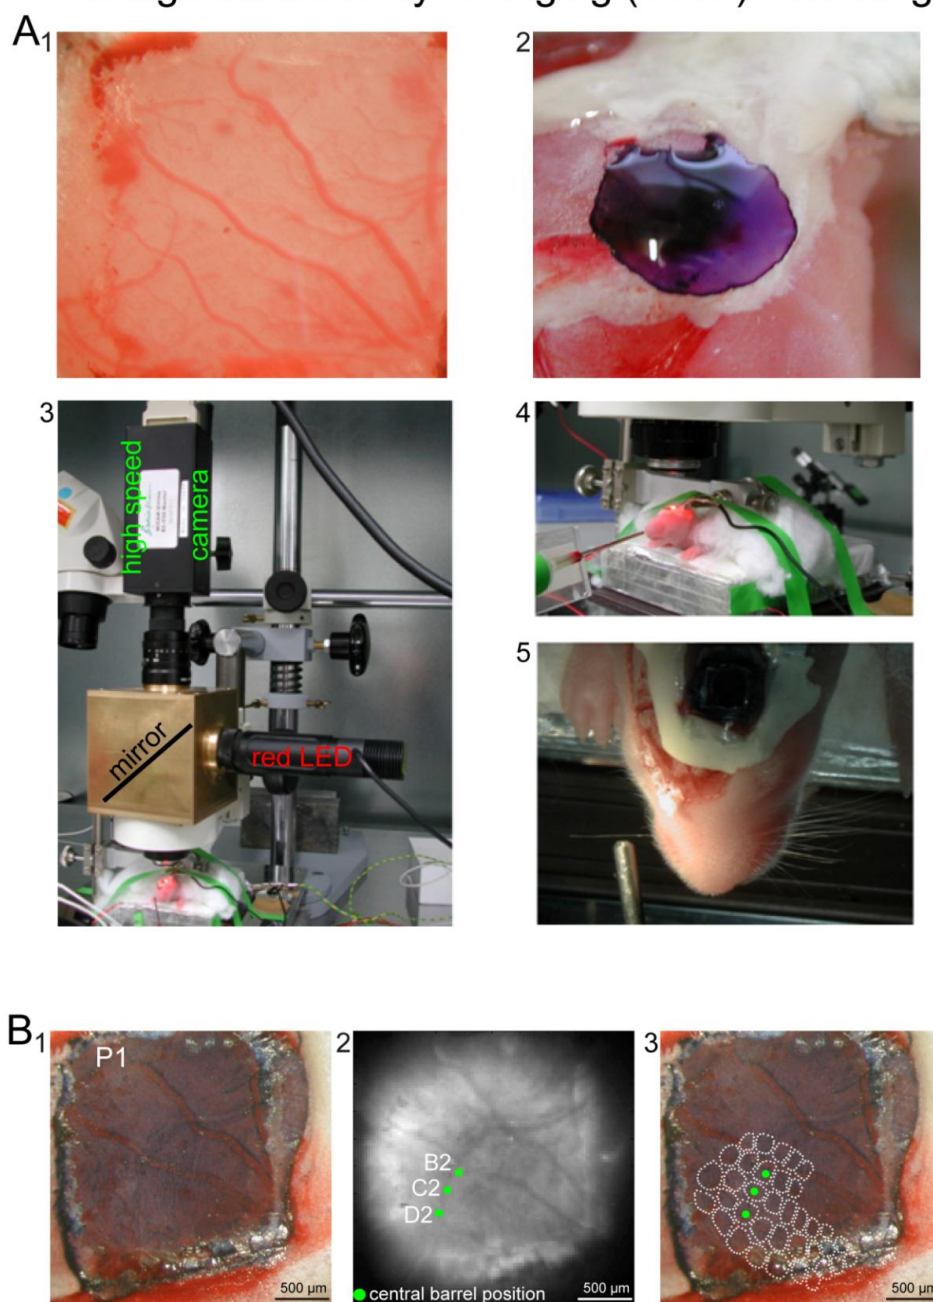 A1
2
3
high speed
camera
mirror
red LED
4
5
B1
P1
500 µm
2
B2
C2
D2
central barrel position
500 µm
3
500 µm